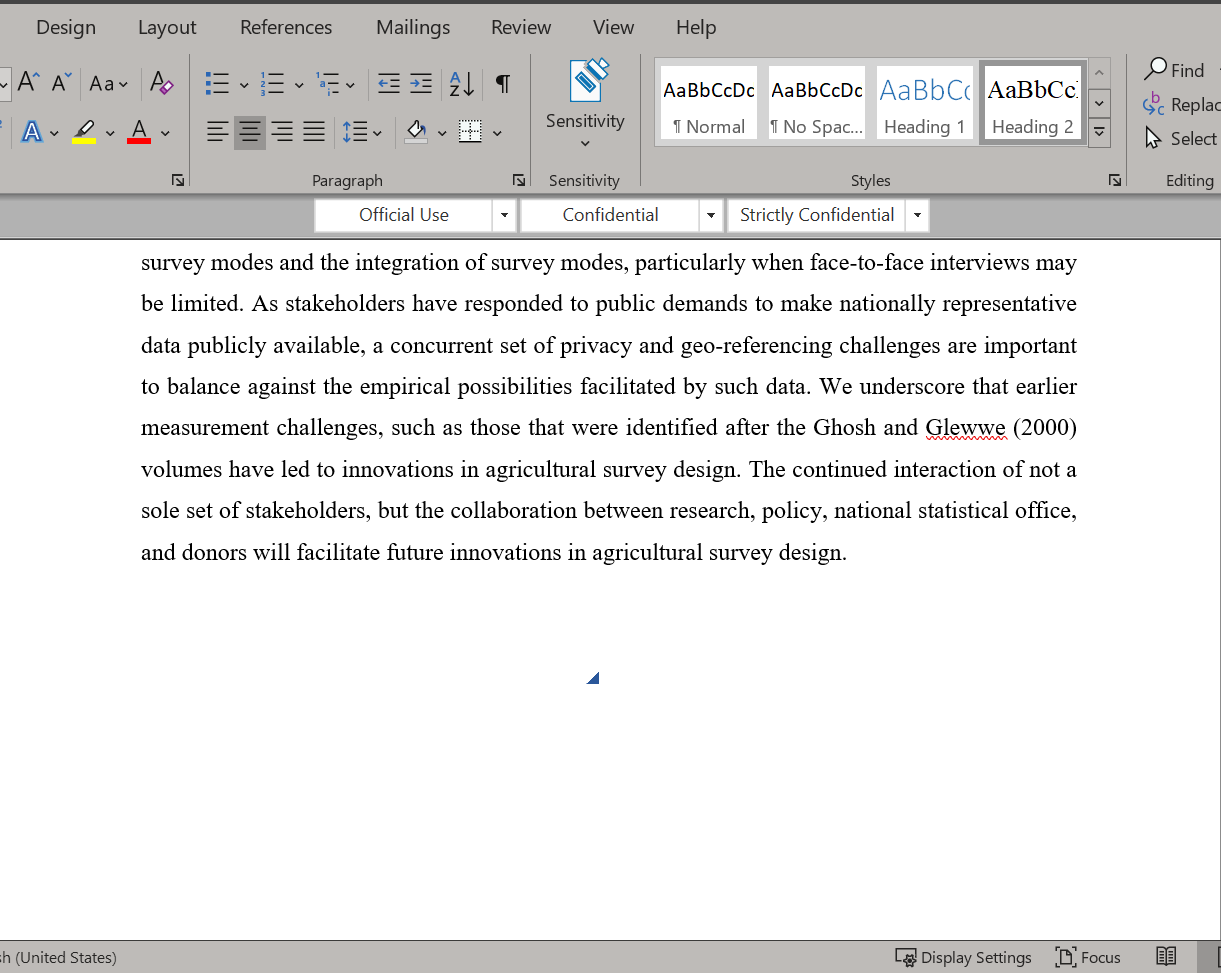 Design Layout References Mailings Review View Help
A A Aa A
A A
Paragraph
Sensitivity
Sensitivity
AaBbCcDc AaBbCcDc AaBbCc AaBbCc
¶ Normal ¶ No Spac... Heading 1 Heading 2
Styles
Find
Replac
Select
Editing
Official Use Confidential Strictly Confidential
survey modes and the integration of survey modes, particularly when face-to-face interviews may
be limited. As stakeholders have responded to public demands to make nationally representative
data publicly available, a concurrent set of privacy and geo-referencing challenges are important
to balance against the empirical possibilities facilitated by such data. We underscore that earlier
measurement challenges, such as those that were identified after the Ghosh and Glewwe (2000)
volumes have led to innovations in agricultural survey design. The continued interaction of not a
sole set of stakeholders, but the collaboration between research, policy, national statistical office,
and donors will facilitate future innovations in agricultural survey design.
sh (United States) Display Settings Focus